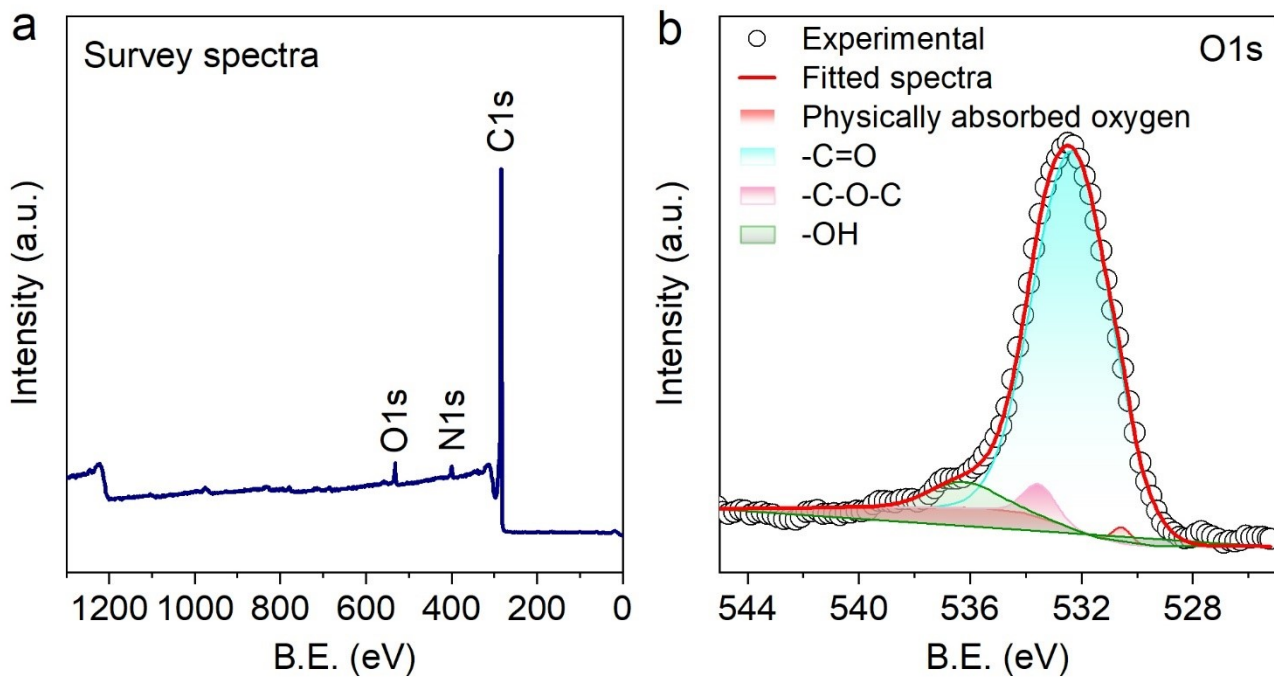 a
Survey spectra
C1s
O1s
N1s
Intensity (a.u.)
1200 1000 800 600 400 200 0
B.E. (eV)
b
O1s
Experimental
Fitted spectra
Physically absorbed oxygen
-C=O
-C-O-C
-OH
Intensity (a.u.)
544 540 536 532 528
B.E. (eV)